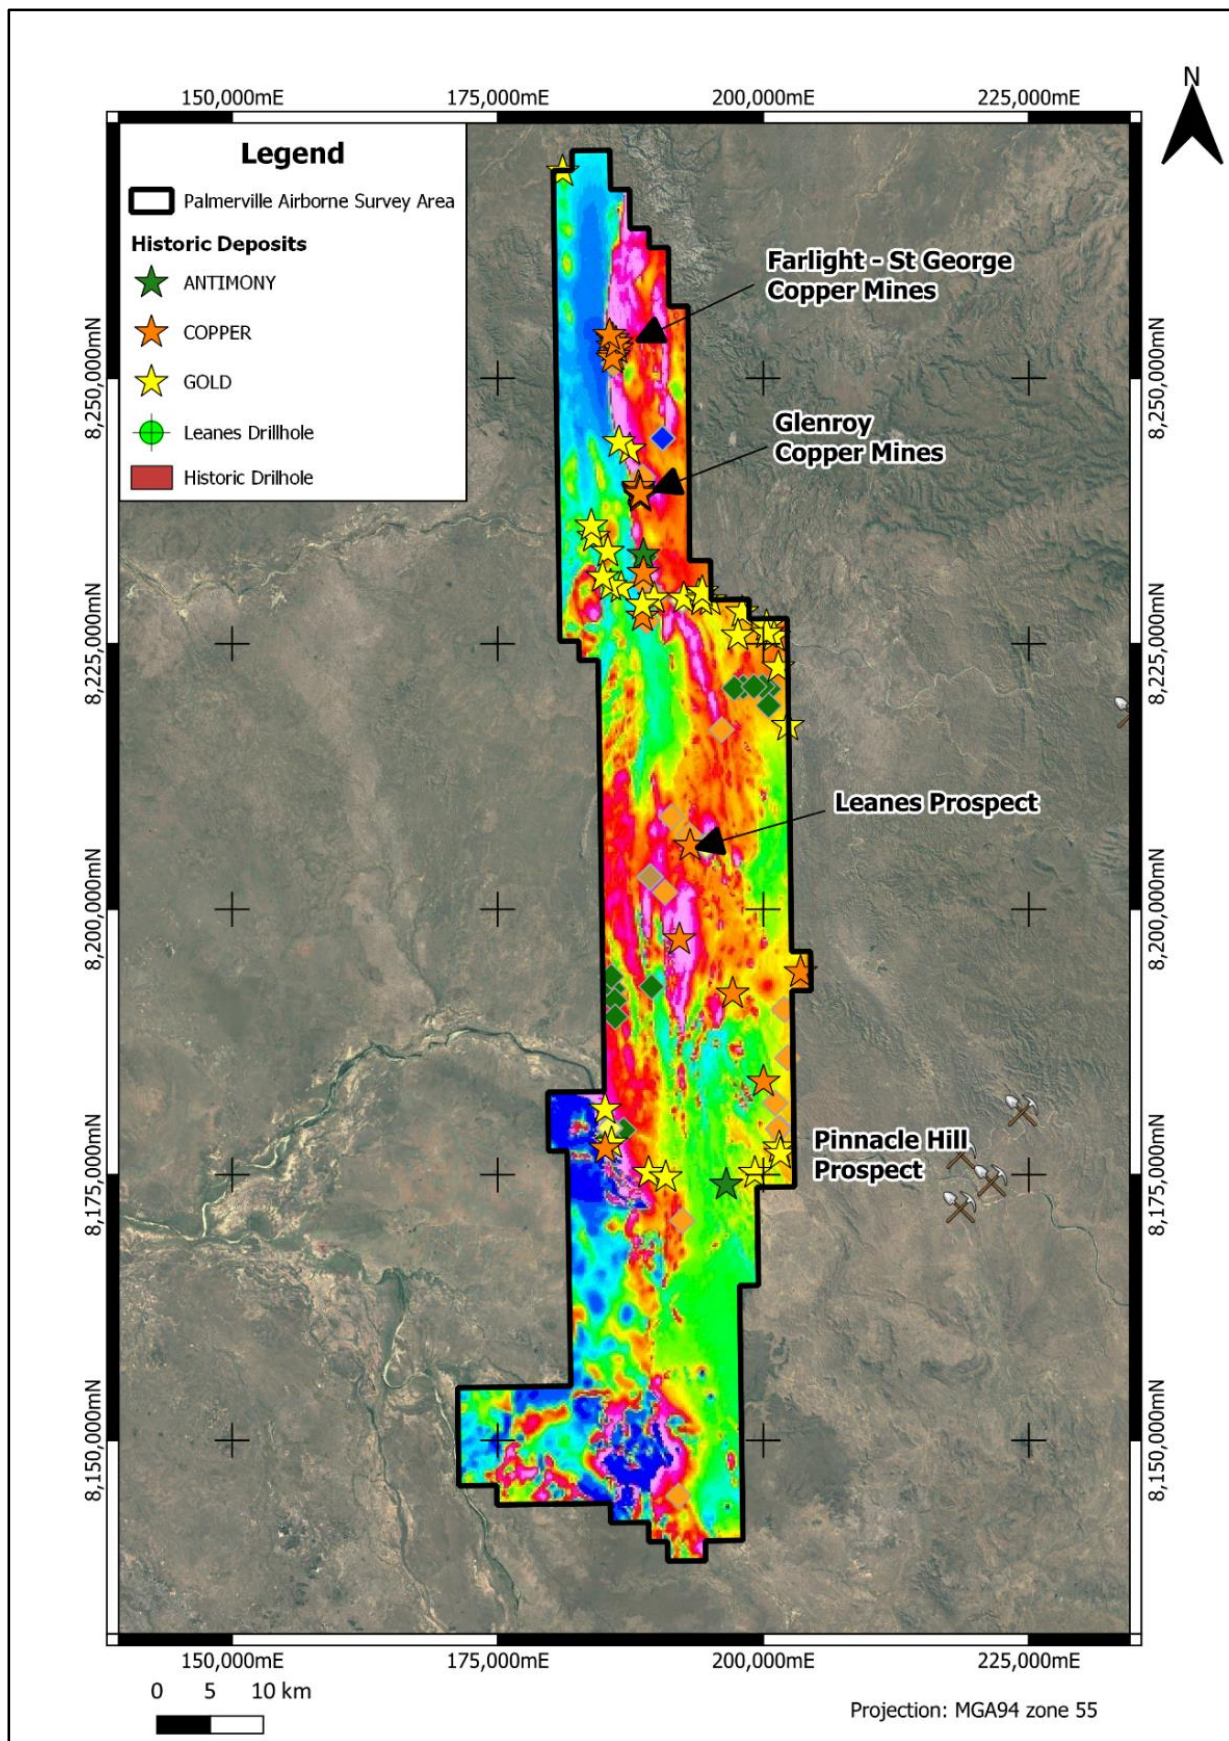 N
150,000mE
175,000mE
200,000mE
225,000mE
Legend
Palmerville Airborne Survey Area
Historic Deposits
ANTIMONY
COPPER
GOLD
Leanes Drillhole
Historic Drillhole
Farlight - St George
Copper Mines
Glenroy
Copper Mines
Leanes Prospect
Pinnacle Hill
Prospect
8,250,000mN
8,225,000mN
8,200,000mN
8,175,000mN
8,150,000mN
8,250,000mN
8,225,000mN
8,200,000mN
8,175,000mN
8,150,000mN
150,000mE
175,000mE
200,000mE
225,000mE
0 5 10 km
Projection: MGA94 zone 55